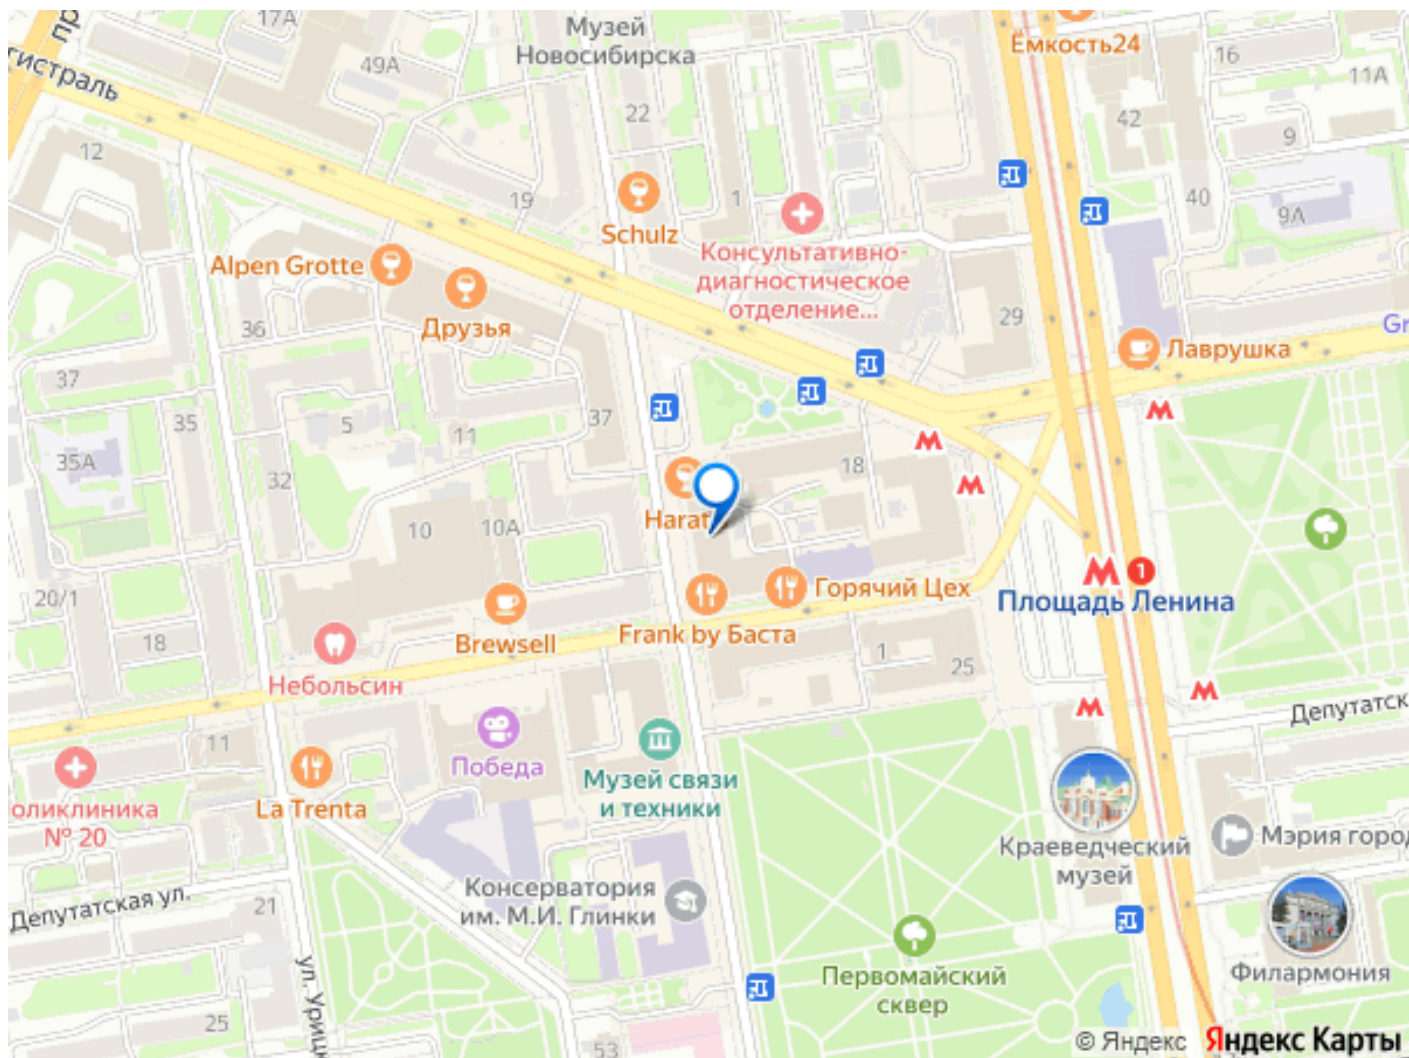 17А
Музей
Новосибирска
Ёмкость24
16
11А
49А
гистраль
пр
22
42
9
12
19
1
40
9А
Schulz
Консультативно-
диагностическое
отделение...
Alpen Grotte
Друзья
36
29
Gr
Лаврушка
37
35
5
11
37
35А
32
18
Harat
10
10А
Горячий Цех
1
Площадь Ленина
20/1
Brewsell
Frank by Баста
18
Небольсин
1
25
Депутатск
11
Победа
Музей связи
и техники
оликлиника
№ 20
La Trenta
Краеведческий
музей
Мэрия город
Депутатская ул.
21
Консерватория
им. М.И. Глинки
ул. Уриц
Первомайский
сквер
Филармония
25
53
© Яндекс Яндекс Карты